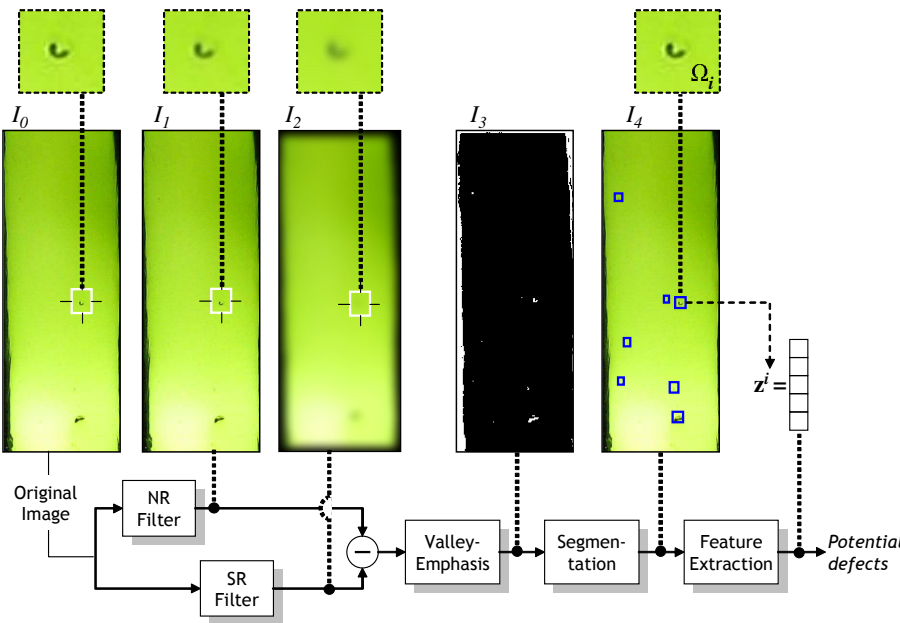 Ωi
I0
I1
I2
I3
I4
z^i =
Original
Image
NR
Filter
SR
Filter
−
Valley-
Emphasis
Segmen-
tation
Feature
Extraction
Potential
defects